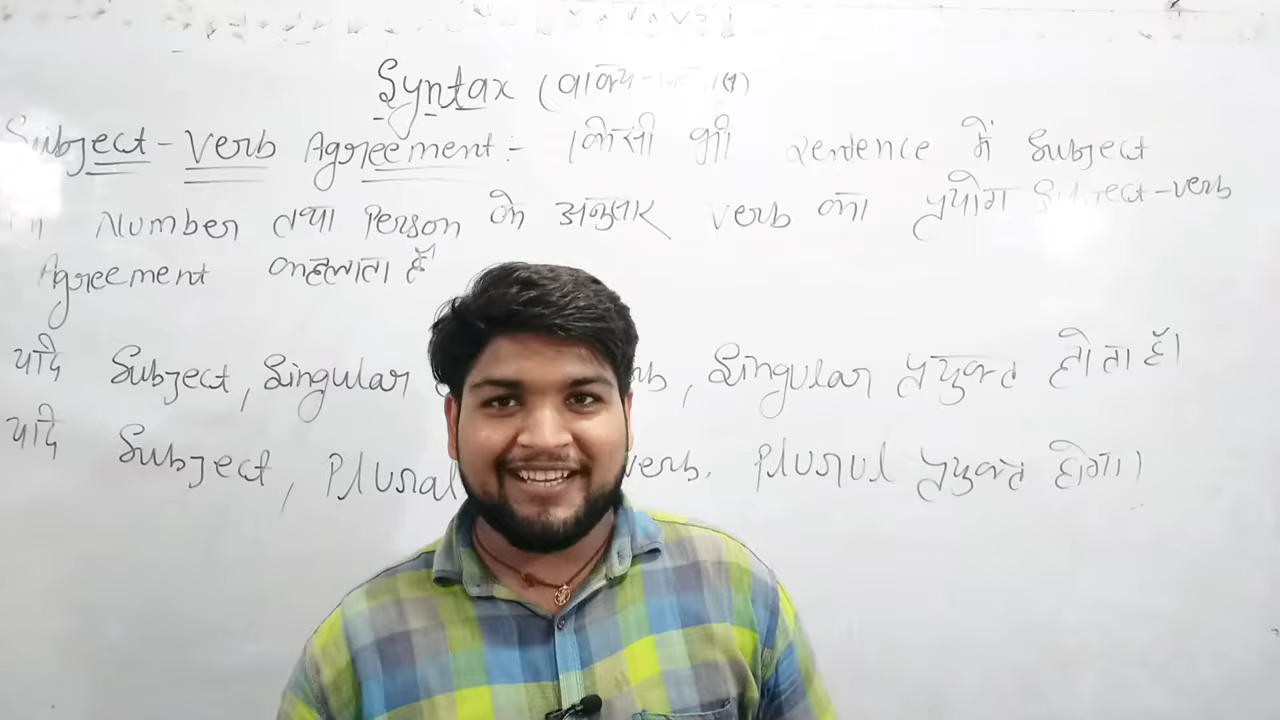 Syntax (वाक्य-
Subject-Verb Agreement:- किसी भी sentence में Subject
Number तथा Person के अनुसार verb का प्रयोग Subject-verb
Agreement कहलाता है।
यदि Subject, Singular, Singular प्रयुक्त होता है।
यदि Subject, Plural verb. Plurul प्रयुक्त होगा।